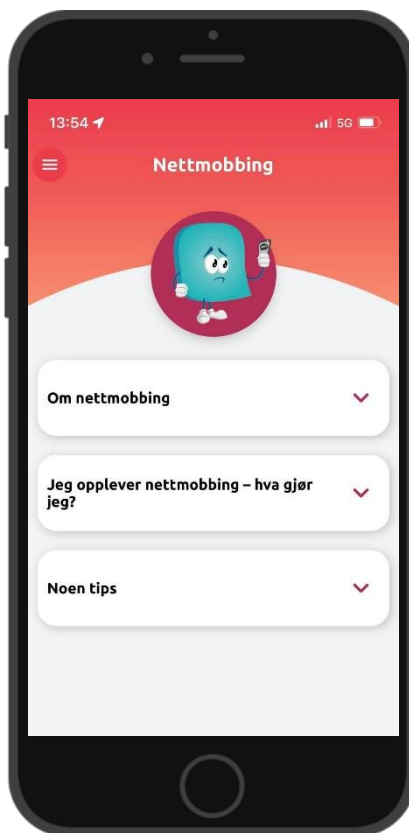 13:54
5G
Nettmobbing
Om nettmobbing
Jeg opplever nettmobbing – hva gjør
jeg?
Noen tips